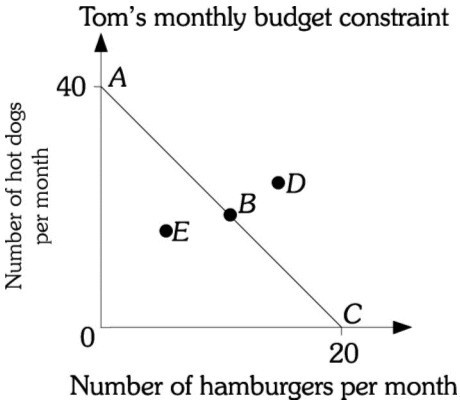 Tom's monthly budget constraint
Number of hot dogs
per month
40
A
D
B
E
C
0
20
Number of hamburgers per month